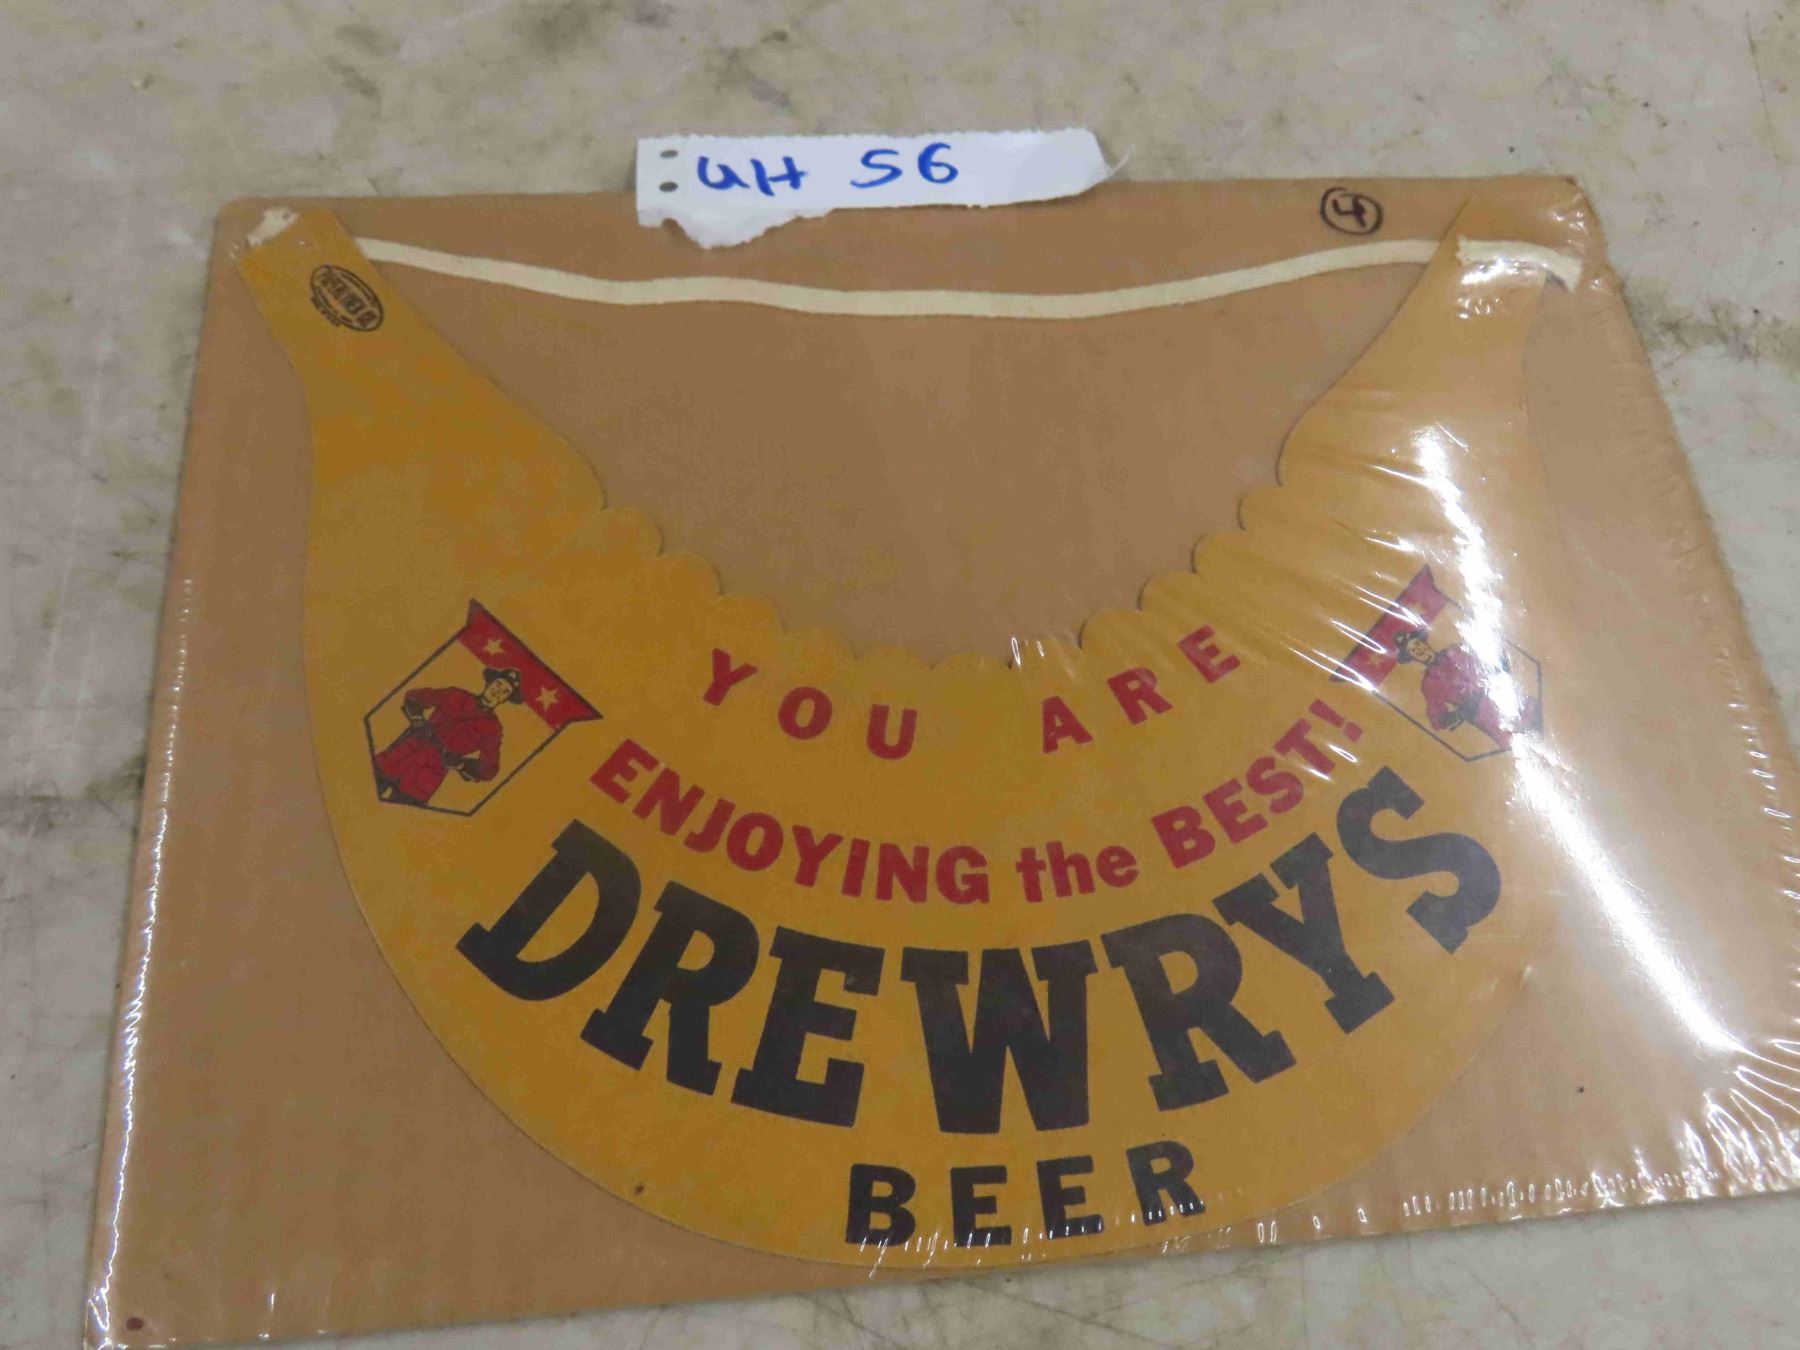 UH 56
4
YOU ARE
ENJOYING the BEST!
DREWRYS
BEER